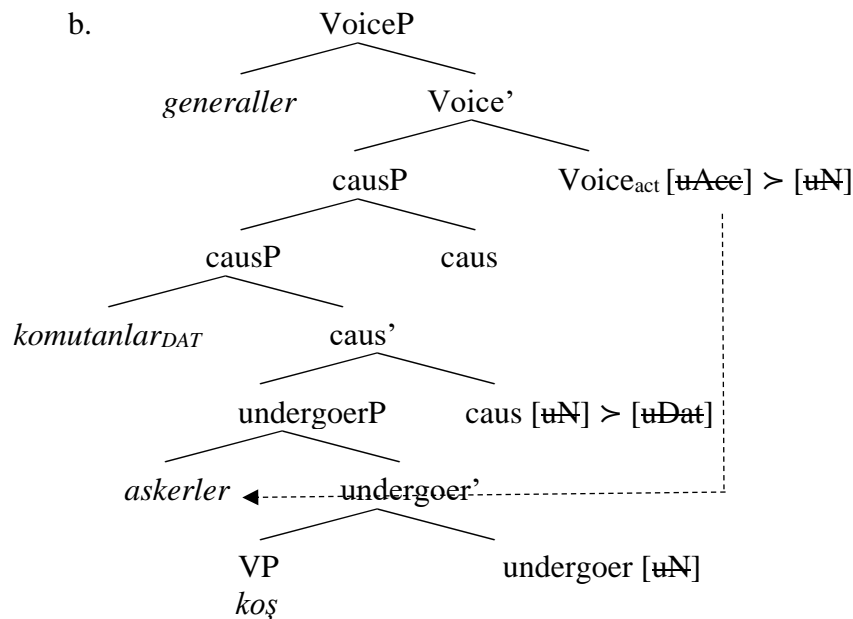 b. VoiceP
generaller Voice’
causP Voiceact [uAcc] ≻ [uN]
causP caus
komutanlarDAT caus’
undergoerP caus [uN] ≻ [uDat]
askerler undergoer’
VP undergoer [uN]
koş